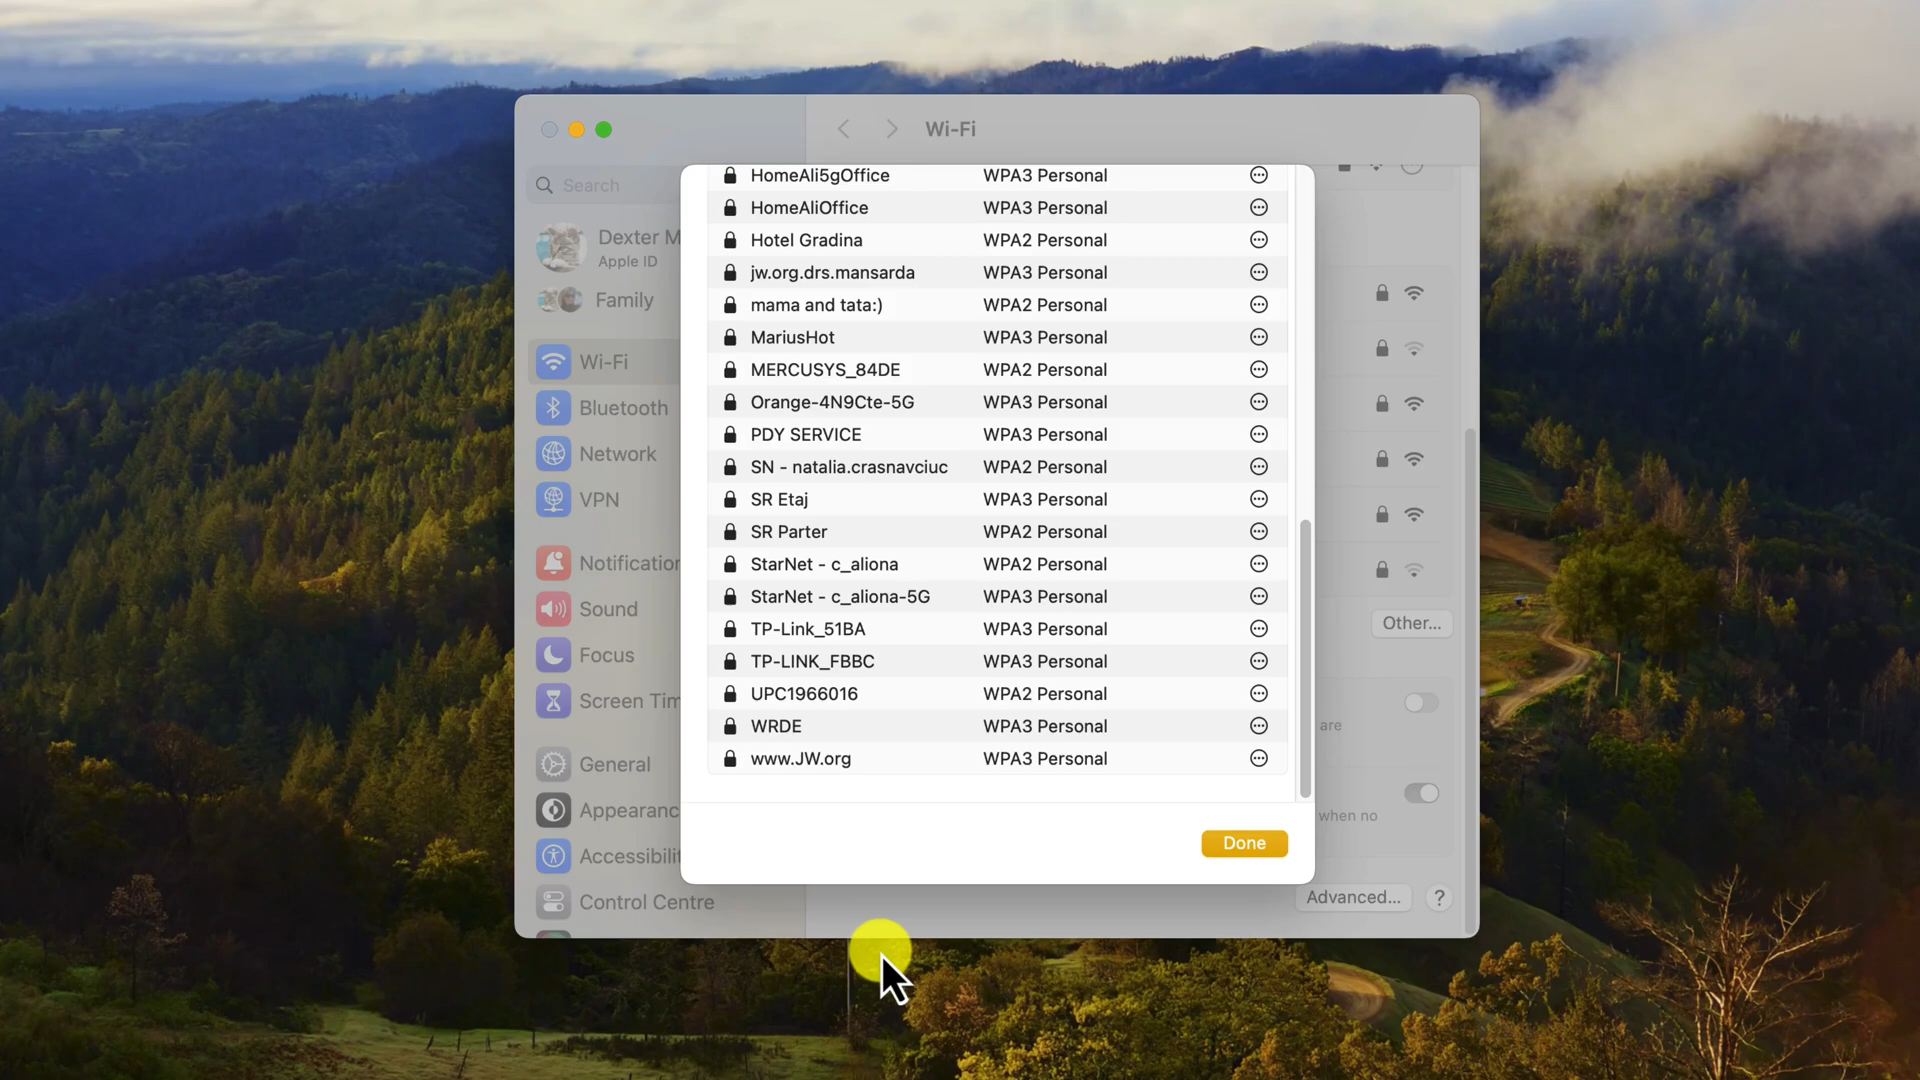 Wi-Fi
Search
Dexter M
Apple ID
Family
Wi-Fi
Bluetooth
Network
VPN
Notification
Sound
Focus
Screen Tim
General
Appearanc
Accessibilit
Control Centre
HomeAli5gOffice WPA3 Personal
HomeAliOffice WPA3 Personal
Hotel Gradina WPA2 Personal
jw.org.drs.mansarda WPA3 Personal
mama and tata:) WPA2 Personal
MariusHot WPA3 Personal
MERCUSYS_84DE WPA2 Personal
Orange-4N9Cte-5G WPA3 Personal
PDY SERVICE WPA3 Personal
SN - natalia.crasnavciuc WPA2 Personal
SR Etaj WPA3 Personal
SR Parter WPA2 Personal
StarNet - c_aliona WPA2 Personal
StarNet - c_aliona-5G WPA3 Personal
TP-Link_51BA WPA3 Personal
TP-LINK_FBBC WPA3 Personal
UPC1966016 WPA2 Personal
WRDE WPA3 Personal
www.JW.org WPA3 Personal
Done
Other...
are
when no
Advanced... ?